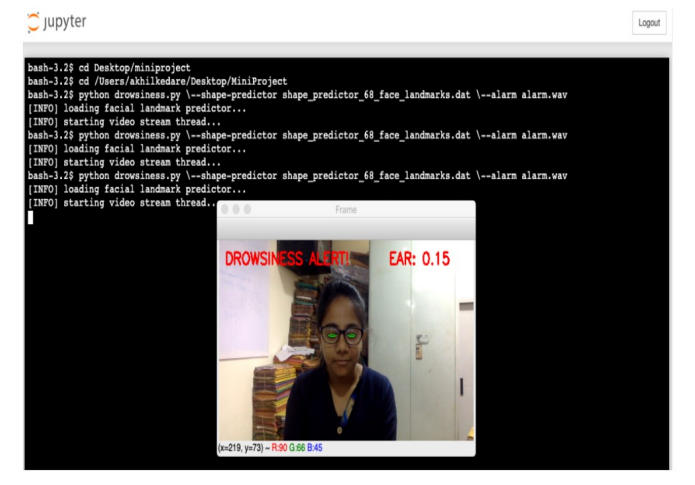 jupyter
Logout
bash-3.2$ cd Desktop/miniproject
bash-3.2$ cd /Users/akhilkedare/Desktop/MiniProject
bash-3.2$ python drowsiness.py \--shape-predictor shape_predictor_68_face_landmarks.dat \--alarm alarm.wav
[INFO] loading facial landmark predictor...
[INFO] starting video stream thread...
bash-3.2$ python drowsiness.py \--shape-predictor shape_predictor_68_face_landmarks.dat \--alarm alarm.wav
[INFO] loading facial landmark predictor...
[INFO] starting video stream thread...
bash-3.2$ python drowsiness.py \--shape-predictor shape_predictor_68_face_landmarks.dat \--alarm alarm.wav
[INFO] loading facial landmark predictor...
[INFO] starting video stream thread..
Frame
DROWSINESS ALERT! EAR: 0.15
(x=219, y=73) ~ R:90 G:66 B:45